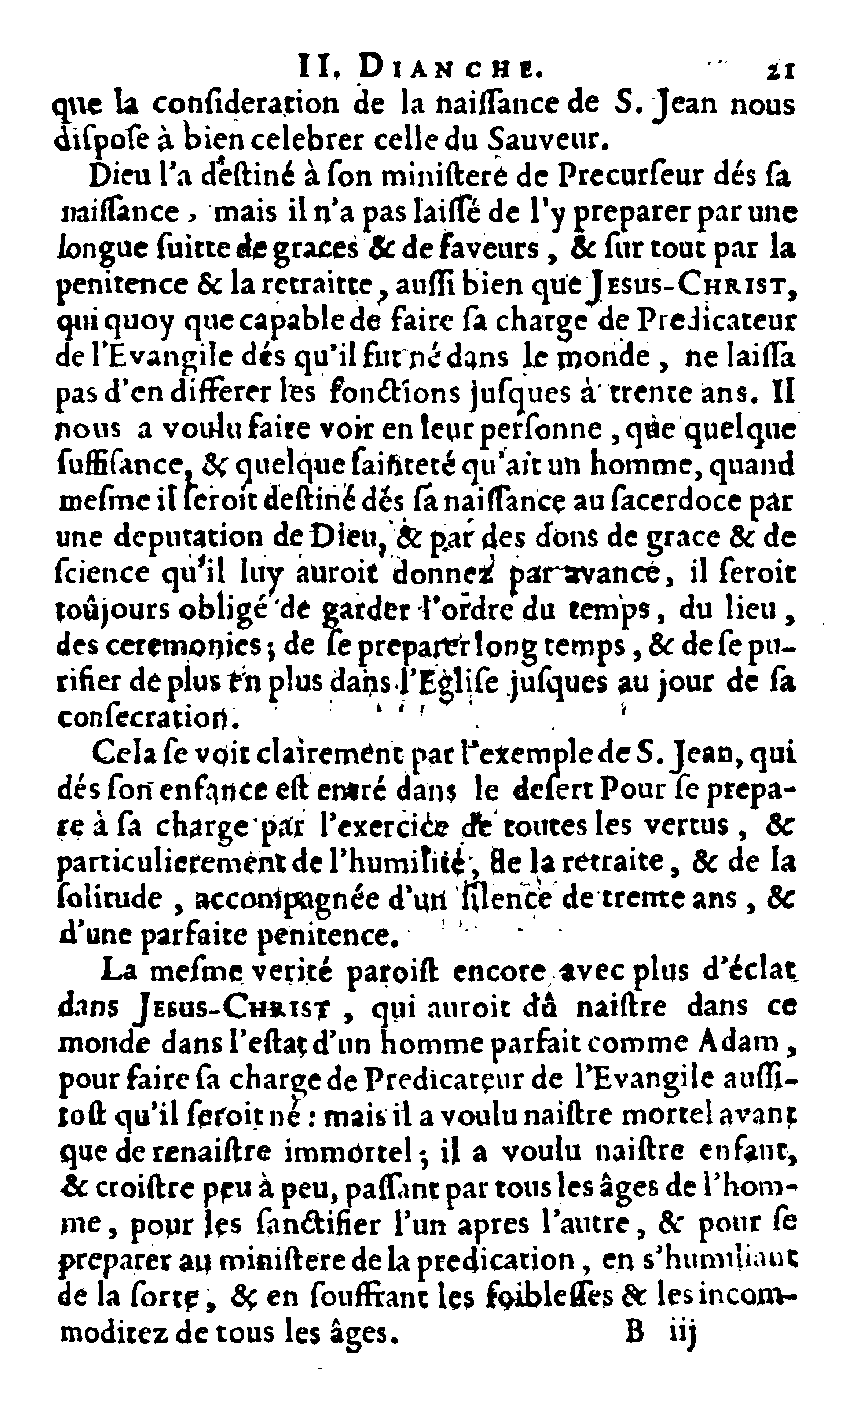 II. DIANCHE. 21
que la conſideration de la naiſſance de S. Jean nous
diſpoſe à bien celebrer celle du Sauveur.
Dieu l'a deſtiné à ſon miniſtere de Precurſeur dés ſa
naiſſance, mais il n'a pas laiſſé de l'y preparer par une
longue ſuitte de graces & de faveurs, & ſur tout par la
penitence & la retraitte, auſſi bien que JESUS-CHRIST,
qui quoy que capable de faire ſa charge de Predicateur
de l'Evangile dés qu'il fut né dans le monde, ne laiſſa
pas d'en differer les fonctions juſques à trente ans. Il
nous a voulu faire voir en leur perſonne, que quelque
ſuffiſance, & quelque ſainteté qu'ait un homme, quand
meſme il ſeroit deſtiné dés ſa naiſſance au ſacerdoce par
une deputation de Dieu, & par des dons de grace & de
ſcience qu'il luy auroit donnez par avance, il ſeroit
toûjours obligé de garder l'ordre du temps, du lieu,
des ceremonies; de ſe preparer long temps, & de ſe pu-
rifier de plus en plus dans l'Egliſe juſques au jour de ſa
conſecration.
Cela ſe voit clairement par l'exemple de S. Jean, qui
dés ſon enfance eſt entré dans le deſert Pour ſe prepa-
re à ſa charge par l'exercice de toutes les vertus, &
particulierement de l'humilité, de la retraite, & de la
ſolitude, accompagnée d'un ſilence de trente ans, &
d'une parfaite penitence.
La meſme verité paroiſt encore avec plus d'éclat
dans JESUS-CHRIST, qui auroit dû naiſtre dans ce
monde dans l'eſtat d'un homme parfait comme Adam,
pour faire ſa charge de Predicateur de l'Evangile auſſi-
toſt qu'il ſeroit né: mais il a voulu naiſtre mortel avant
que de renaiſtre immortel; il a voulu naiſtre enfant,
& croiſtre peu à peu, paſſant par tous les âges de l'hom-
me, pour les ſanctifier l'un apres l'autre, & pour ſe
preparer au miniſtere de la predication, en s'humiliant
de la ſorte, & en ſouffrant les foibleſſes & les incom-
moditez de tous les âges. B iij